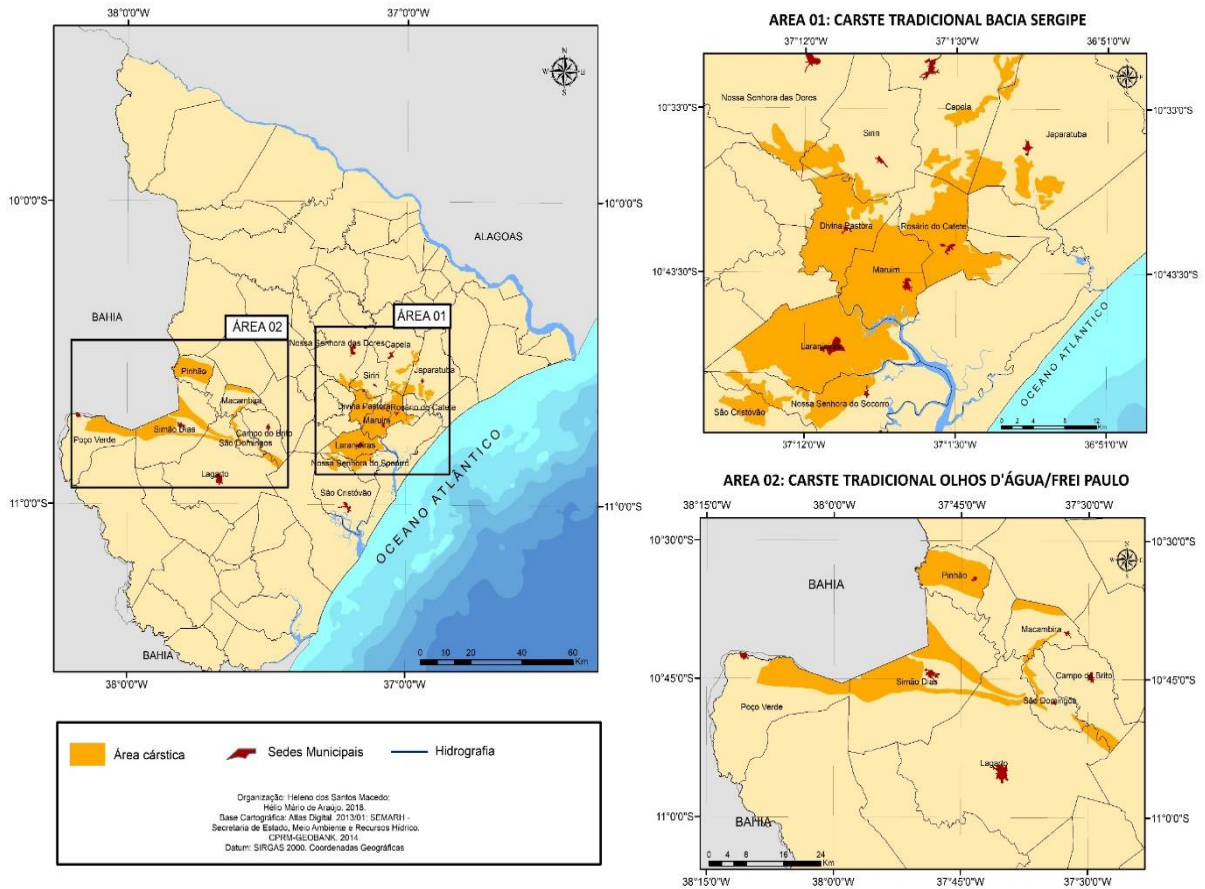 38°0'0"W
37°0'0"W
N
W
E
S
10°0'0"S
10°0'0"S
ALAGOAS
BAHIA
ÁREA 02
ÁREA 01
Nossa Senhora das Dores
Capela
Siriri
Japaratuba
Pinhão
Macambira
Divina Pastora
Rosário do Catete
Maruim
Simão Dias
Poço Verde
Campo do Brito
São Domingos
Laranjeiras
Nossa Senhora do Socorro
Lagarto
São Cristóvão
11°0'0"S
11°0'0"S
OCEANO ATLÂNTICO
BAHIA
0 10 20 40 60
Km
38°0'0"W
37°0'0"W
Área cárstica
Sedes Municipais
Hidrografia
Organização: Heleno dos Santos Macedo;
Hélio Mário de Araújo, 2018.
Base Cartográfica: Atlas Digital. 2013/01; SEMARH -
Secretaria de Estado, Meio Ambiente e Recursos Hídrico.
CPRM-GEOBANK. 2014.
Datum: SIRGAS 2000. Coordenadas Geográficas
AREA 01: CARSTE TRADICIONAL BACIA SERGIPE
37°12'0"W
37°1'30"W
36°51'0"W
Nossa Senhora das Dores
10°33'0"S
10°33'0"S
Capela
Siriri
Japaratuba
Divina Pastora
Rosário do Catete
Maruim
10°43'30"S
10°43'30"S
Laranjeiras
São Cristóvão
Nossa Senhora do Socorro
OCEANO ATLÂNTICO
0 2 4 8 12
Km
37°12'0"W
37°1'30"W
36°51'0"W
AREA 02: CARSTE TRADICIONAL OLHOS D'ÁGUA/FREI PAULO
38°15'0"W
38°0'0"W
37°45'0"W
37°30'0"W
10°30'0"S
10°30'0"S
BAHIA
Pinhão
Macambira
Simão Dias
Campo do Brito
10°45'0"S
10°45'0"S
Poço Verde
São Domingos
Lagarto
11°0'0"S
11°0'0"S
BAHIA
0 4 8 16 24
Km
38°15'0"W
38°0'0"W
37°45'0"W
37°30'0"W